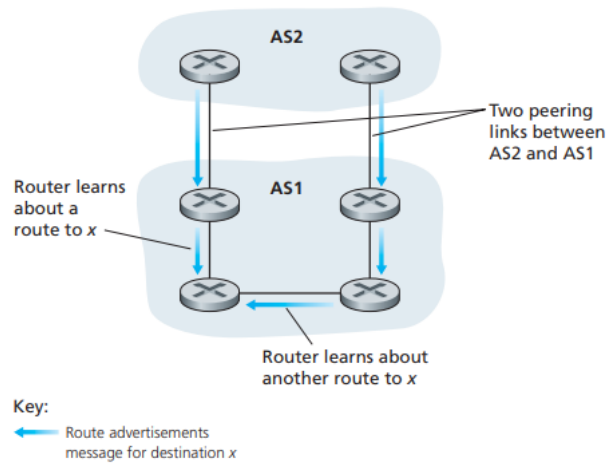 AS2
Two peering
links between
AS2 and AS1
Router learns
about a
route to x
AS1
Router learns about
another route to x
Key:
Route advertisements
message for destination x